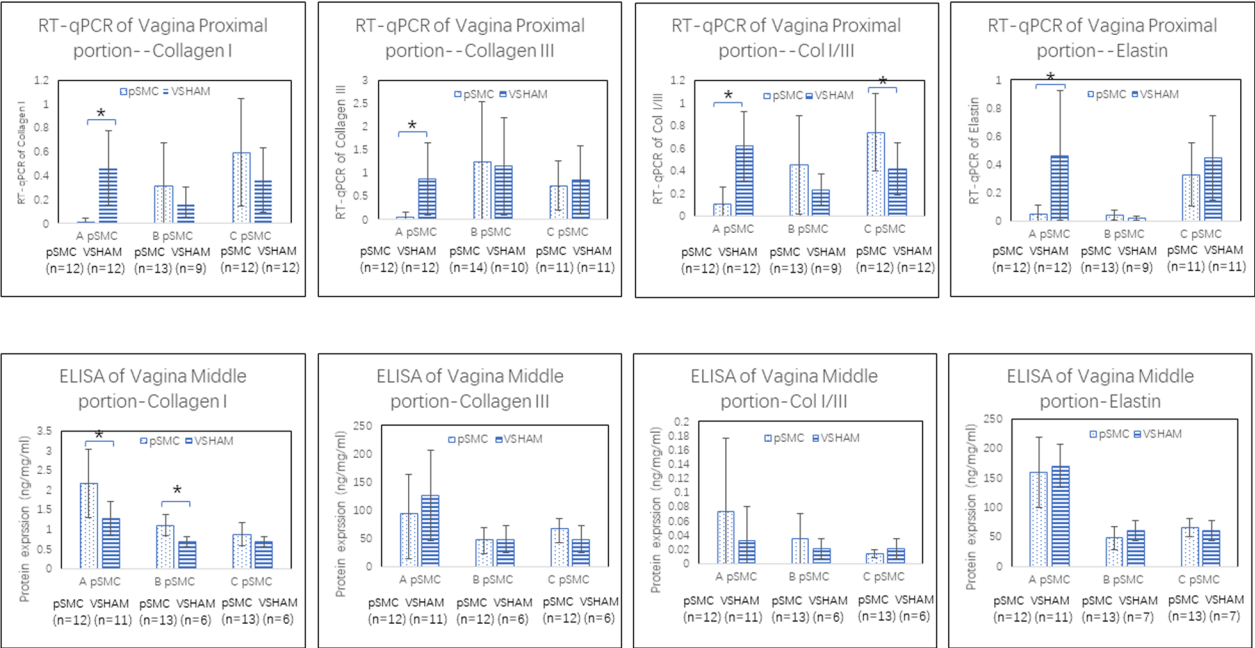 RT-qPCR of Vagina Proximal
portion--Collagen I
RT-qPCR of Collagen I
1.2
1
0.8
0.6
0.4
0.2
0
pSMC VSHAM
*
A pSMC B pSMC C pSMC
pSMC VSHAM pSMC VSHAM pSMC VSHAM
(n=12) (n=12) (n=13) (n=9) (n=12) (n=12)
RT-qPCR of Vagina Proximal
portion--Collagen III
RT-qPCR of Collagen III
3
2.5
2
1.5
1
0.5
0
pSMC VSHAM
*
A pSMC B pSMC C pSMC
pSMC VSHAM pSMC VSHAM pSMC VSHAM
(n=12) (n=12) (n=14) (n=10) (n=11) (n=11)
RT-qPCR of Vagina Proximal
portion--Col I/III
RT-qPCR of Col I/III
1.2
1
0.8
0.6
0.4
0.2
0
pSMC VSHAM
* *
A pSMC B pSMC C pSMC
pSMC VSHAM pSMC VSHAM pSMC VSHAM
(n=12) (n=12) (n=13) (n=9) (n=12) (n=12)
RT-qPCR of Vagina Proximal
portion--Elastin
RT-qPCR of Elastin
1
0.8
0.6
0.4
0.2
0
pSMC VSHAM
*
A pSMC B pSMC C pSMC
pSMC VSHAM pSMC VSHAM pSMC VSHAM
(n=12) (n=12) (n=13) (n=9) (n=11) (n=11)
ELISA of Vagina Middle
portion-Collagen I
Protein exprssion (ng/mg/ml)
3.5
3
2.5
2
1.5
1
0.5
0
pSMC VSHAM
* *
A pSMC B pSMC C pSMC
pSMC VSHAM pSMC VSHAM pSMC VSHAM
(n=12) (n=11) (n=13) (n=6) (n=13) (n=6)
ELISA of Vagina Middle
portion-Collagen III
Protein exprssion (ng/mg/ml)
250
200
150
100
50
0
pSMC VSHAM
A pSMC B pSMC C pSMC
pSMC VSHAM pSMC VSHAM pSMC VSHAM
(n=12) (n=11) (n=12) (n=6) (n=12) (n=6)
ELISA of Vagina Middle
portion-Col I/III
Protein exprssion (ng/mg/ml)
0.2
0.18
0.16
0.14
0.12
0.1
0.08
0.06
0.04
0.02
0
pSMC VSHAM
A pSMC B pSMC C pSMC
pSMC VSHAM pSMC VSHAM pSMC VSHAM
(n=12) (n=11) (n=13) (n=6) (n=13) (n=6)
ELISA of Vagina Middle
portion-Elastin
Protein exprssion (ng/mg/ml)
250
200
150
100
50
0
pSMC VSHAM
A pSMC B pSMC C pSMC
pSMC VSHAM pSMC VSHAM pSMC VSHAM
(n=12) (n=11) (n=13) (n=7) (n=13) (n=7)